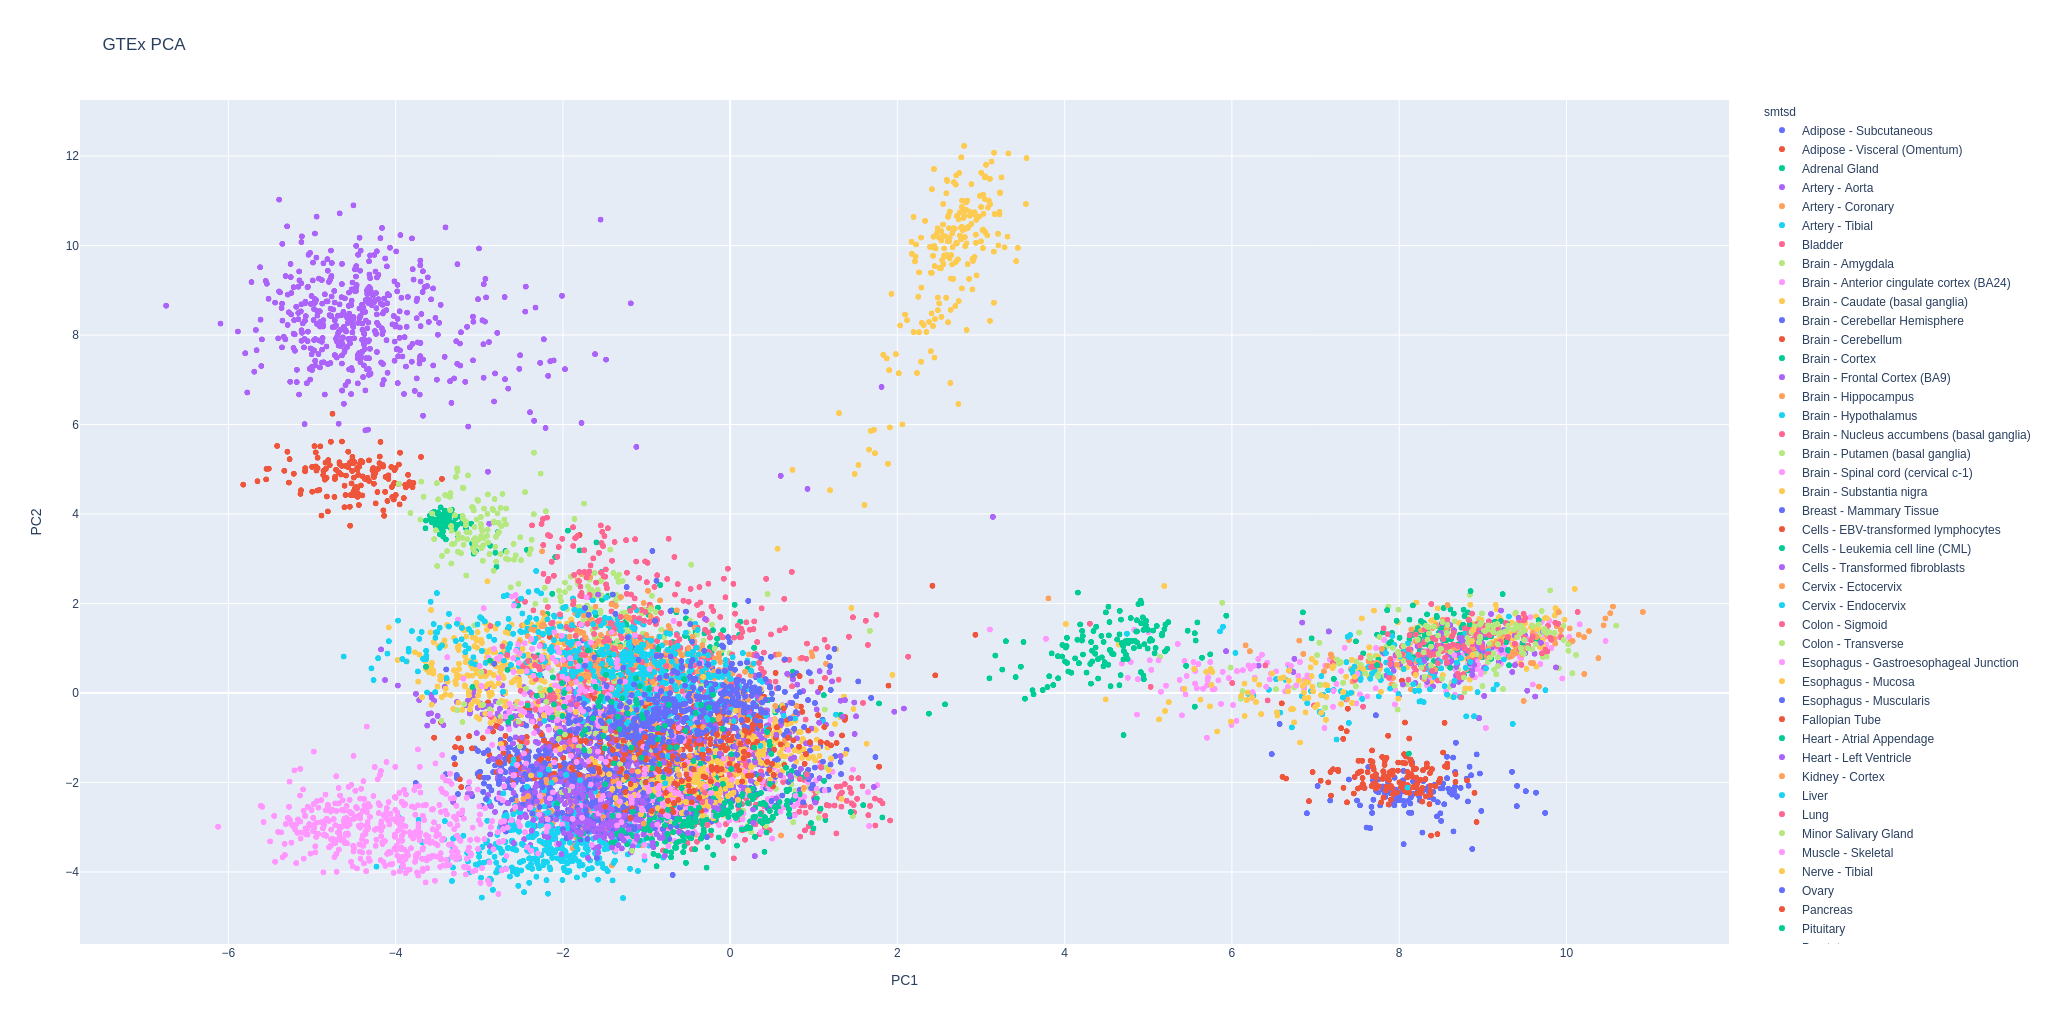 GTEx PCA
smtsd
Adipose - Subcutaneous
Adipose - Visceral (Omentum)
Adrenal Gland
Artery - Aorta
Artery - Coronary
Artery - Tibial
Bladder
Brain - Amygdala
Brain - Anterior cingulate cortex (BA24)
Brain - Caudate (basal ganglia)
Brain - Cerebellar Hemisphere
Brain - Cerebellum
Brain - Cortex
Brain - Frontal Cortex (BA9)
Brain - Hippocampus
Brain - Hypothalamus
Brain - Nucleus accumbens (basal ganglia)
Brain - Putamen (basal ganglia)
Brain - Spinal cord (cervical c-1)
Brain - Substantia nigra
Breast - Mammary Tissue
Cells - EBV-transformed lymphocytes
Cells - Leukemia cell line (CML)
Cells - Transformed fibroblasts
Cervix - Ectocervix
Cervix - Endocervix
Colon - Sigmoid
Colon - Transverse
Esophagus - Gastroesophageal Junction
Esophagus - Mucosa
Esophagus - Muscularis
Fallopian Tube
Heart - Atrial Appendage
Heart - Left Ventricle
Kidney - Cortex
Liver
Lung
Minor Salivary Gland
Muscle - Skeletal
Nerve - Tibial
Ovary
Pancreas
Pituitary
12
10
8
6
4
2
0
−2
−4
PC2
−6 −4 −2 0 2 4 6 8 10
PC1